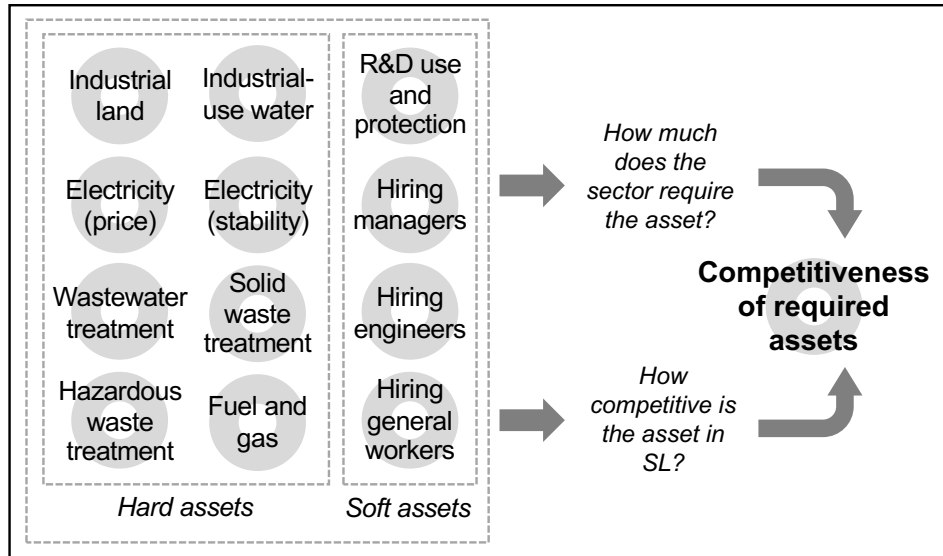 Industrial
land
Industrial-
use water
R&D use
and
protection
Electricity
(price)
Electricity
(stability)
Hiring
managers
Wastewater
treatment
Solid
waste
treatment
Hiring
engineers
Hazardous
waste
treatment
Fuel and
gas
Hiring
general
workers
Hard assets
Soft assets
How much
does the
sector require
the asset?
How
competitive is
the asset in
SL?
Competitiveness
of required
assets